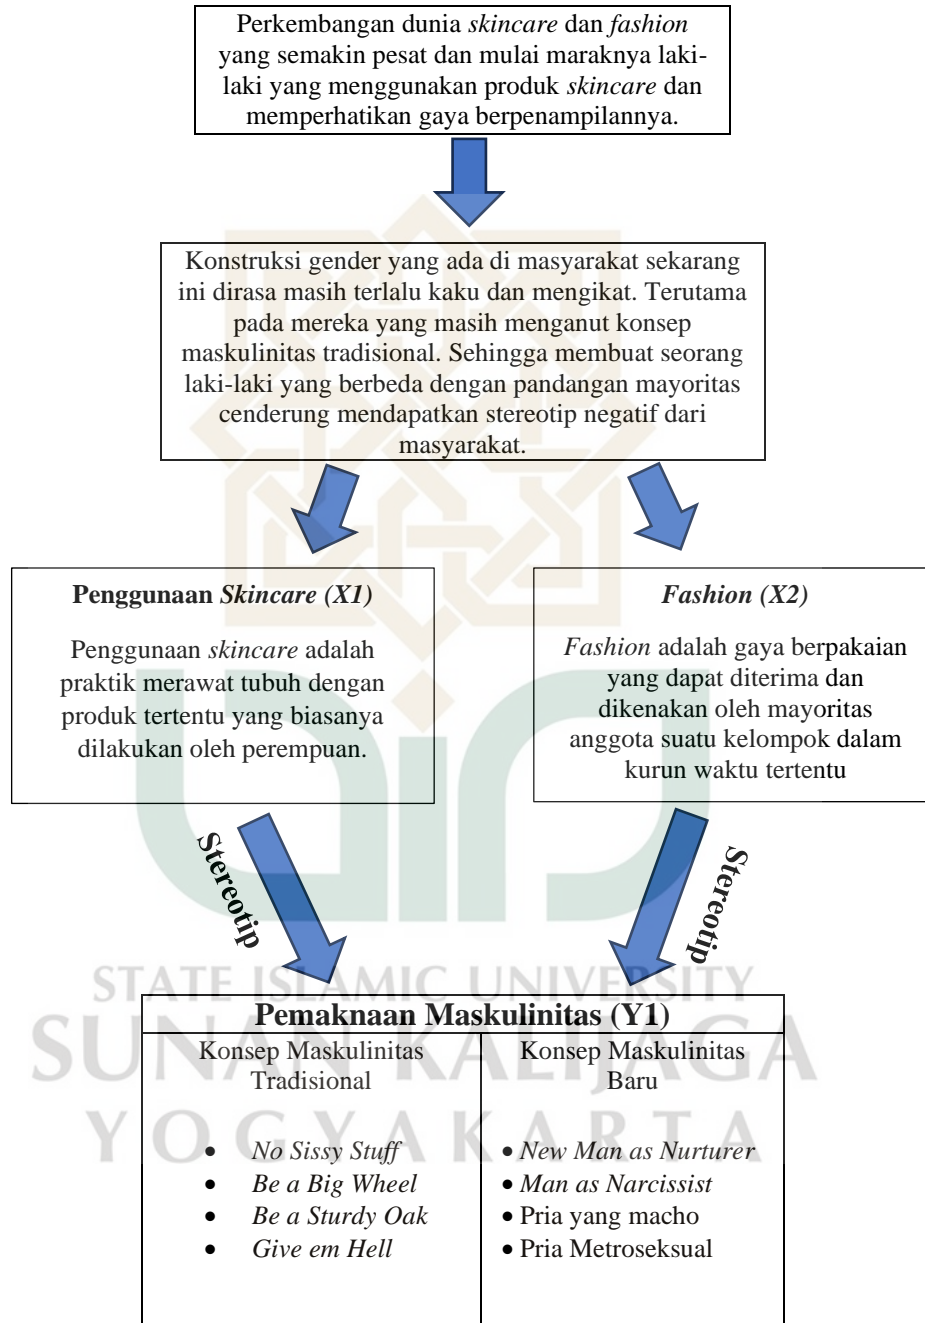 Perkembangan dunia skincare dan fashion
yang semakin pesat dan mulai maraknya laki-
laki yang menggunakan produk skincare dan
memperhatikan gaya berpenampilannya.
Konstruksi gender yang ada di masyarakat sekarang
ini dirasa masih terlalu kaku dan mengikat. Terutama
pada mereka yang masih menganut konsep
maskulinitas tradisional. Sehingga membuat seorang
laki-laki yang berbeda dengan pandangan mayoritas
cenderung mendapatkan stereotip negatif dari
masyarakat.
Penggunaan Skincare (X1)
Penggunaan skincare adalah
praktik merawat tubuh dengan
produk tertentu yang biasanya
dilakukan oleh perempuan.
Fashion (X2)
Fashion adalah gaya berpakaian
yang dapat diterima dan
dikenakan oleh mayoritas
anggota suatu kelompok dalam
kurun waktu tertentu
Stereotip
Stereotip
STATE ISLAMIC UNIVERSITY
SUNAN KALIJAGA
YOGYAKARTA
Pemaknaan Maskulinitas (Y1)
Konsep Maskulinitas
Tradisional
• No Sissy Stuff
• Be a Big Wheel
• Be a Sturdy Oak
• Give em Hell
Konsep Maskulinitas
Baru
• New Man as Nurturer
• Man as Narcissist
• Pria yang macho
• Pria Metroseksual